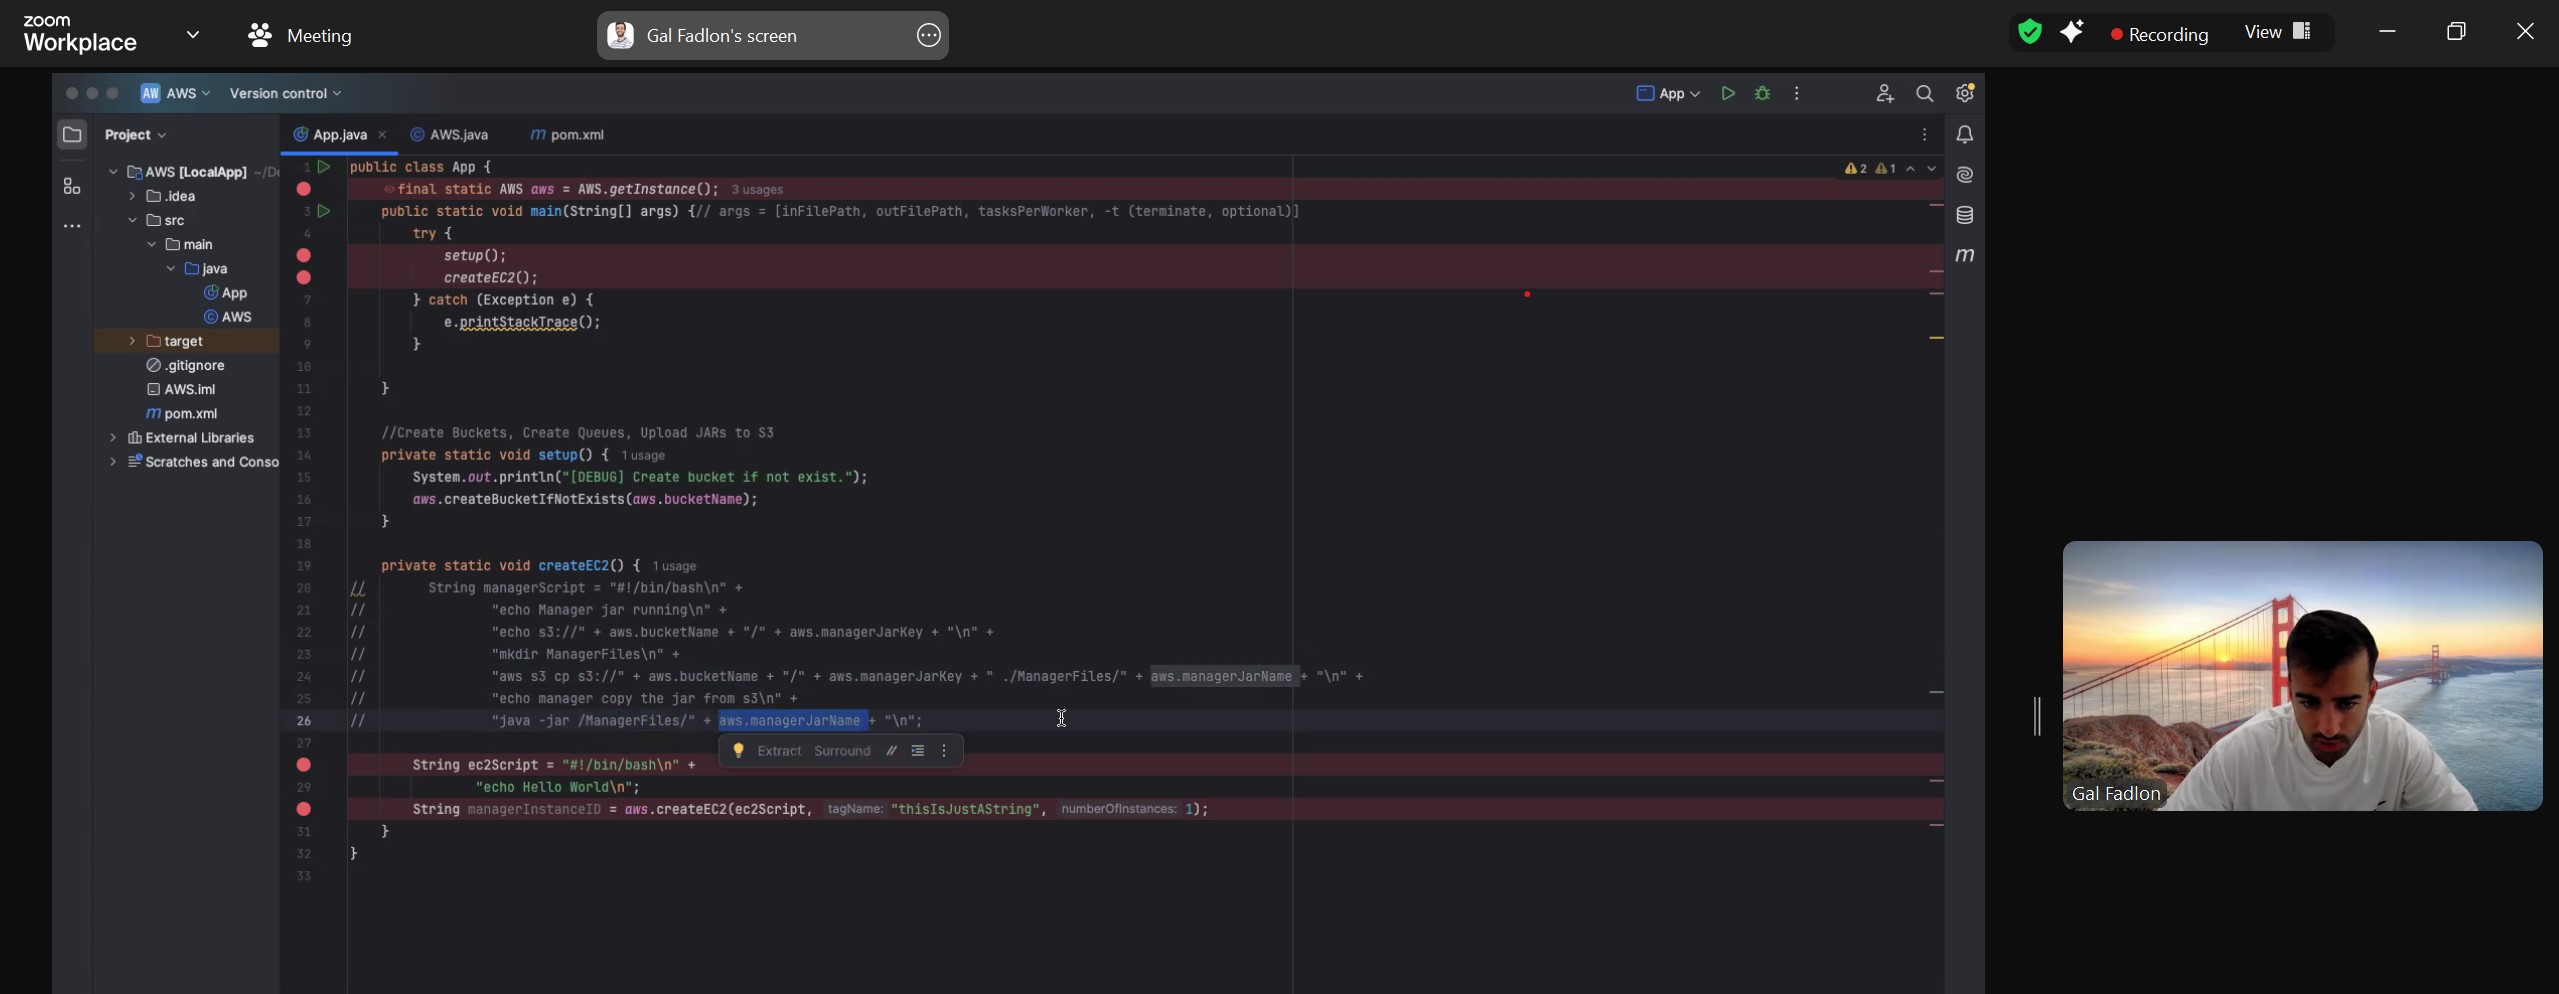 zoom
Workplace
Meeting
Gal Fadlon's screen
Recording
View
AW AWS
Version control
App
Project
App.java
AWS.java
m pom.xml
AWS [LocalApp] ~/De
.idea
src
main
java
App
AWS
target
.gitignore
AWS.iml
m pom.xml
External Libraries
Scratches and Conso
2 1
m
1 public class App {
final static AWS aws = AWS.getInstance(); 3 usages
3 public static void main(String[] args) {// args = [inFilePath, outFilePath, tasksPerWorker, -t (terminate, optional)]
4 try {
setup();
createEC2();
7 } catch (Exception e) {
8 e.printStackTrace();
9 }
10
11 }
12
13 //Create Buckets, Create Queues, Upload JARs to S3
14 private static void setup() { 1 usage
15 System.out.println("[DEBUG] Create bucket if not exist.");
16 aws.createBucketIfNotExists(aws.bucketName);
17 }
18
19 private static void createEC2() { 1 usage
20 // String managerScript = "#!/bin/bash\n" +
21 // "echo Manager jar running\n" +
22 // "echo s3://" + aws.bucketName + "/" + aws.managerJarKey + "\n" +
23 // "mkdir ManagerFiles\n" +
24 // "aws s3 cp s3://" + aws.bucketName + "/" + aws.managerJarKey + " ./ManagerFiles/" + aws.managerJarName + "\n" +
25 // "echo manager copy the jar from s3\n" +
26 // "java -jar /ManagerFiles/" + aws.managerJarName + "\n";
27
Extract Surround //
String ec2Script = "#!/bin/bash\n" +
29 "echo Hello World\n";
String managerInstanceID = aws.createEC2(ec2Script, tagName: "thisIsJustAString", numberOfInstances: 1);
31 }
32 }
33
Gal Fadlon